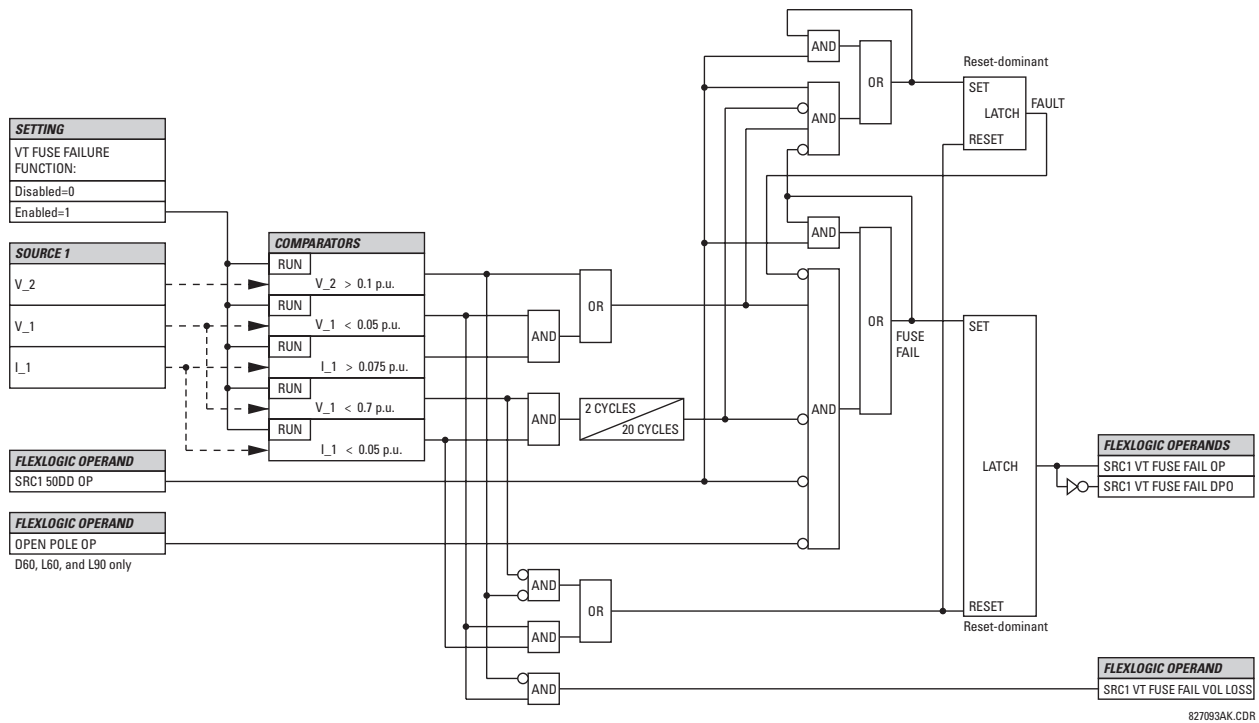 SETTING
VT FUSE FAILURE
FUNCTION:
Disabled=0
Enabled=1
SOURCE 1
V_2
V_1
I_1
FLEXLOGIC OPERAND
SRC1 50DD OP
FLEXLOGIC OPERAND
OPEN POLE OP
D60, L60, and L90 only
COMPARATORS
RUN
V_2 > 0.1 p.u.
RUN
V_1 < 0.05 p.u.
RUN
I_1 > 0.075 p.u.
RUN
V_1 < 0.7 p.u.
RUN
I_1 < 0.05 p.u.
AND
OR
AND
2 CYCLES
20 CYCLES
AND
AND
OR
AND
AND
OR
AND
AND
AND
OR
FUSE
FAIL
Reset-dominant
SET
LATCH
RESET
FAULT
SET
LATCH
RESET
Reset-dominant
FLEXLOGIC OPERANDS
SRC1 VT FUSE FAIL OP
SRC1 VT FUSE FAIL DPO
FLEXLOGIC OPERAND
SRC1 VT FUSE FAIL VOL LOSS
827093AK.CDR